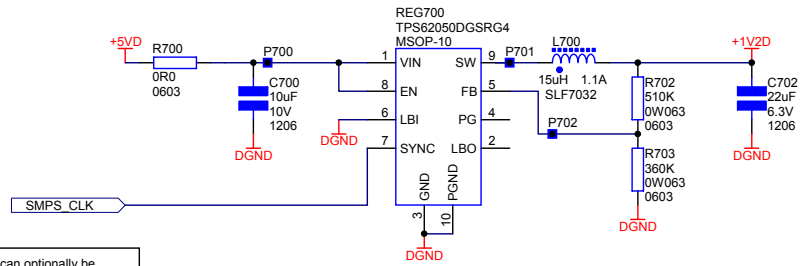 REG700
TPS62050DGSRG4
MSOP-10
+5VD
R700
0R0
0603
P700
C700
10uF
10V
1206
DGND
DGND
1 VIN
8 EN
6 LBI
7 SYNC
SW 9
FB 5
PG 4
LBO 2
GND
3
PGND
10
DGND
P701
L700
15uH 1.1A
SLF7032
P702
R702
510K
0W063
0603
R703
360K
0W063
0603
DGND
+1V2D
C702
22uF
6.3V
1206
DGND
SMPS_CLK
can optionally be